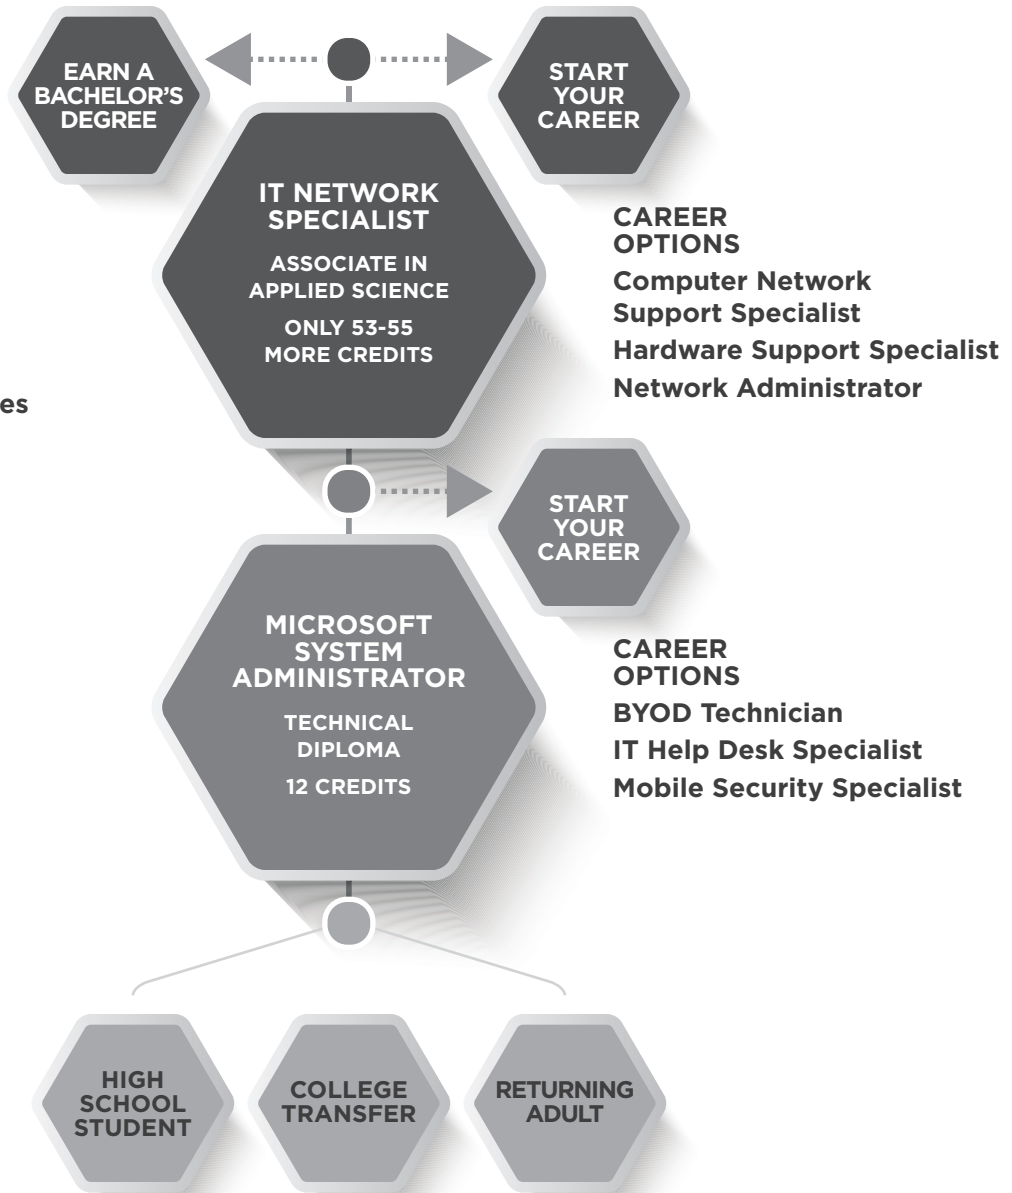 EARN A
BACHELOR'S
DEGREE
START
YOUR
CAREER
IT NETWORK
SPECIALIST
ASSOCIATE IN
APPLIED SCIENCE
ONLY 53-55
MORE CREDITS
CAREER
OPTIONS
Computer Network
Support Specialist
Hardware Support Specialist
Network Administrator
es
START
YOUR
CAREER
MICROSOFT
SYSTEM
ADMINISTRATOR
TECHNICAL
DIPLOMA
12 CREDITS
CAREER
OPTIONS
BYOD Technician
IT Help Desk Specialist
Mobile Security Specialist
HIGH
SCHOOL
STUDENT
COLLEGE
TRANSFER
RETURNING
ADULT